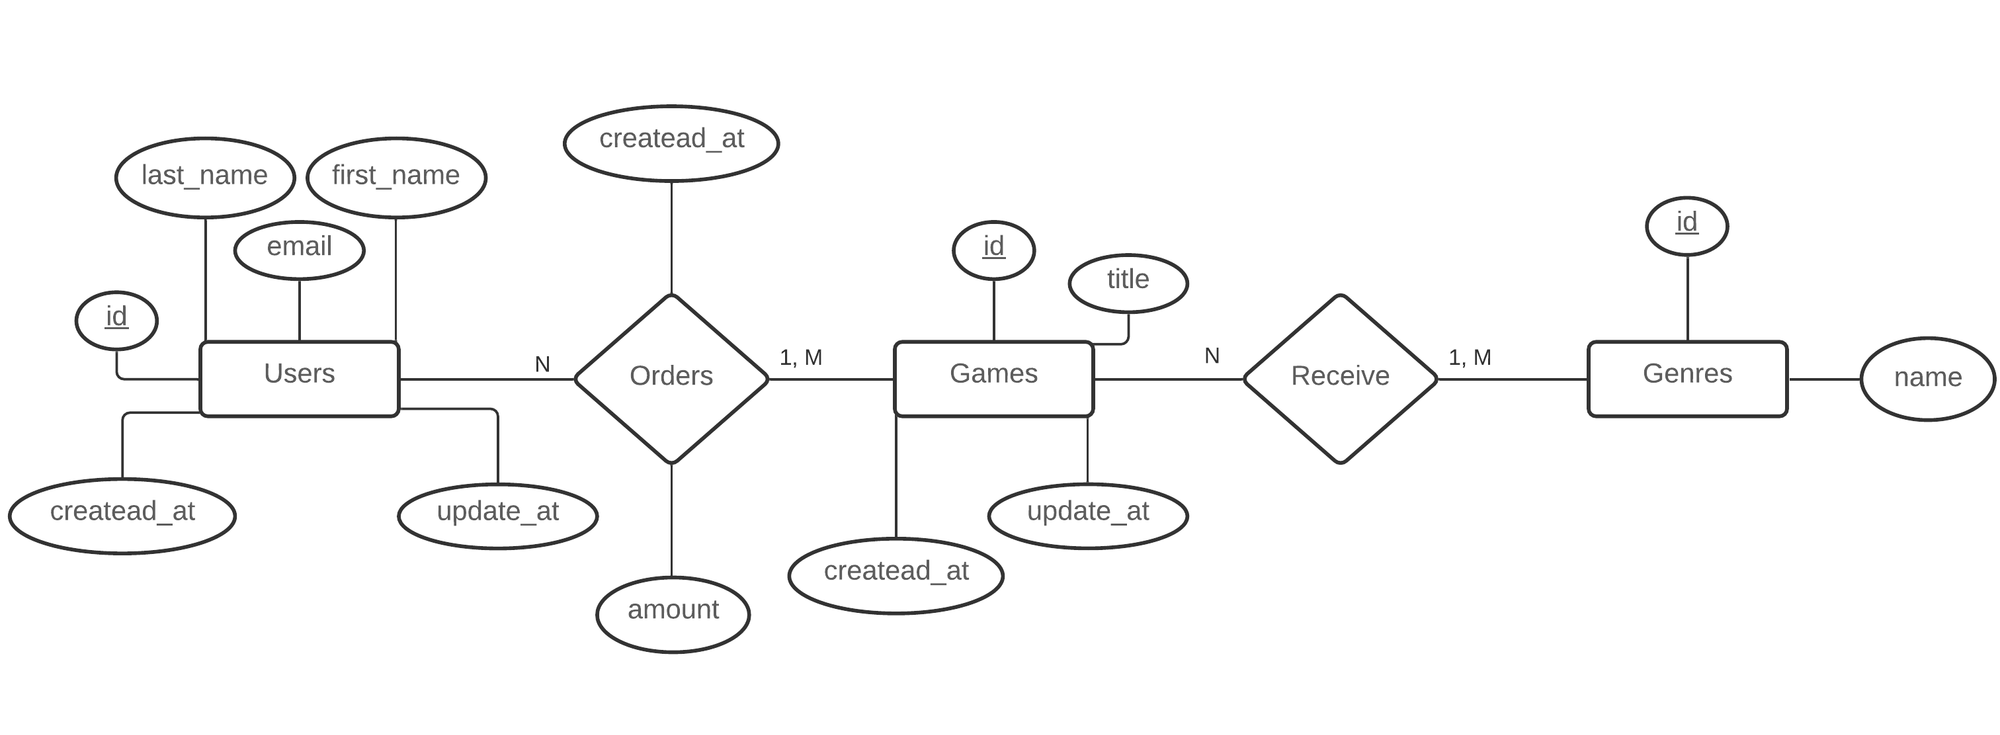 createad_at
last_name
first_name
id
email
id
title
id
N
1, M
N
1, M
Users
Orders
Games
Receive
Genres
name
createad_at
update_at
update_at
createad_at
amount